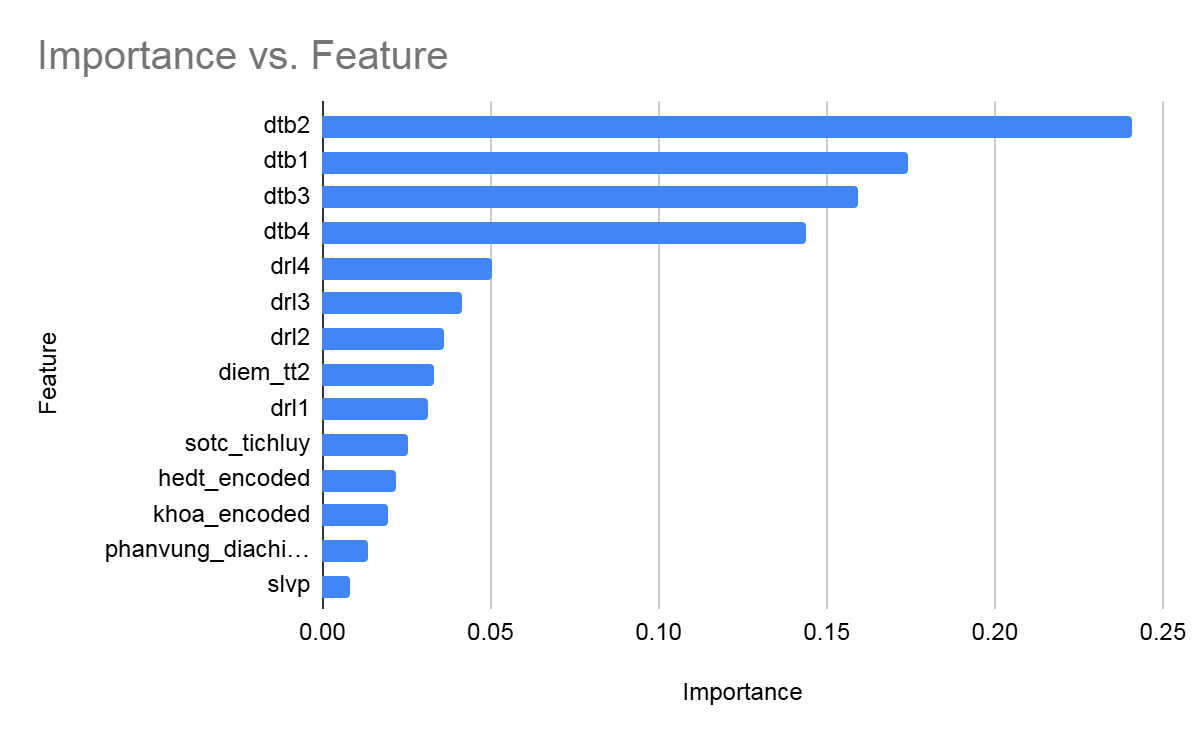 Importance vs. Feature
Feature
dtb2
dtb1
dtb3
dtb4
drl4
drl3
drl2
diem_tt2
drl1
sotc_tichluy
hedt_encoded
khoa_encoded
phanvung_diachi…
slvp
0.00 0.05 0.10 0.15 0.20 0.25
Importance